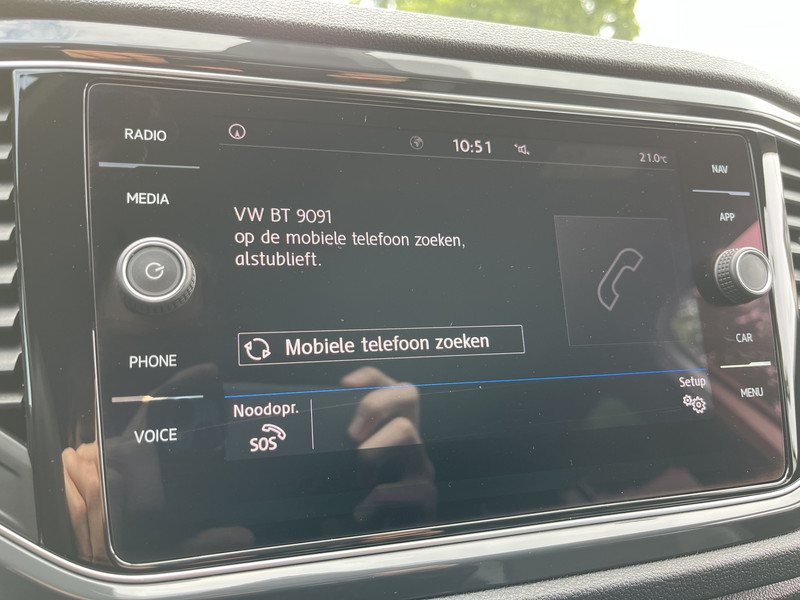 RADIO
MEDIA
PHONE
VOICE
10:51
21.0°C
VW BT 9091
op de mobiele telefoon zoeken,
alstublieft.
Mobiele telefoon zoeken
Noodopr.
SOS
Setup
NAV
APP
CAR
MENU